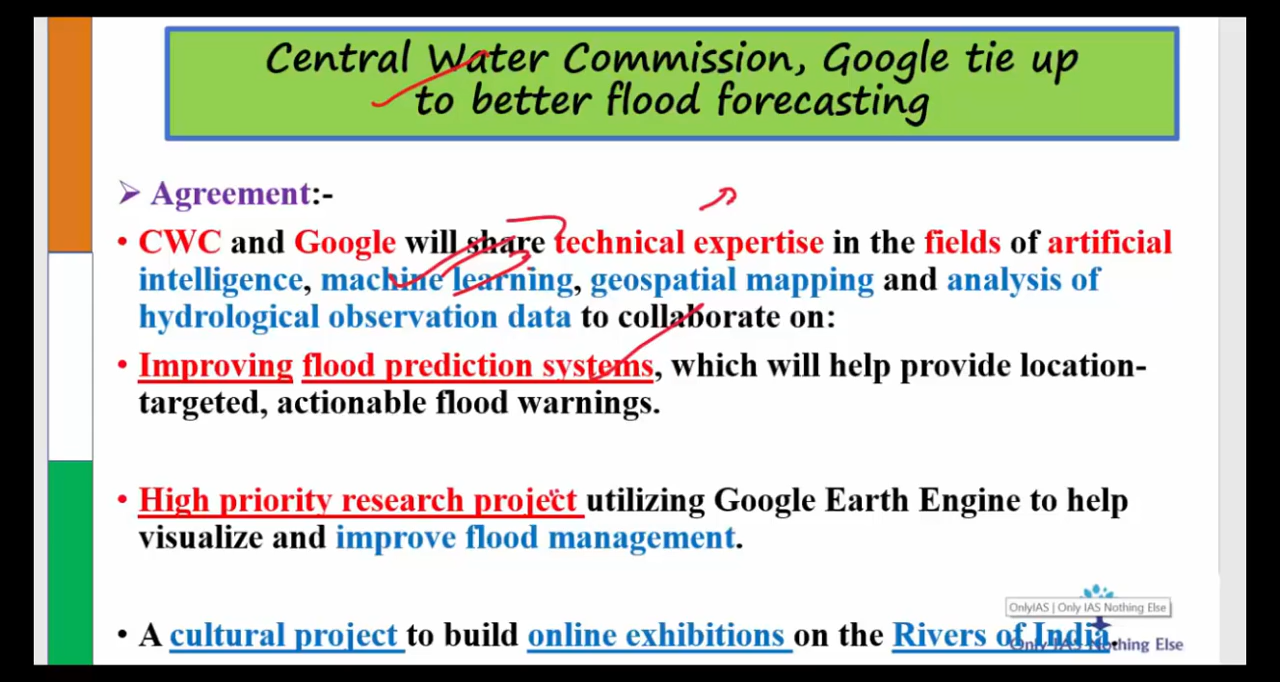 Central Water Commission, Google tie up
to better flood forecasting
➤ Agreement:-
• CWC and Google will share technical expertise in the fields of artificial
intelligence, machine learning, geospatial mapping and analysis of
hydrological observation data to collaborate on:
• Improving flood prediction systems, which will help provide location-
targeted, actionable flood warnings.
• High priority research project utilizing Google Earth Engine to help
visualize and improve flood management.
OnlyIAS | Only IAS Nothing Else
• A cultural project to build online exhibitions on the Rivers of India.
Only IAS Nothing Else